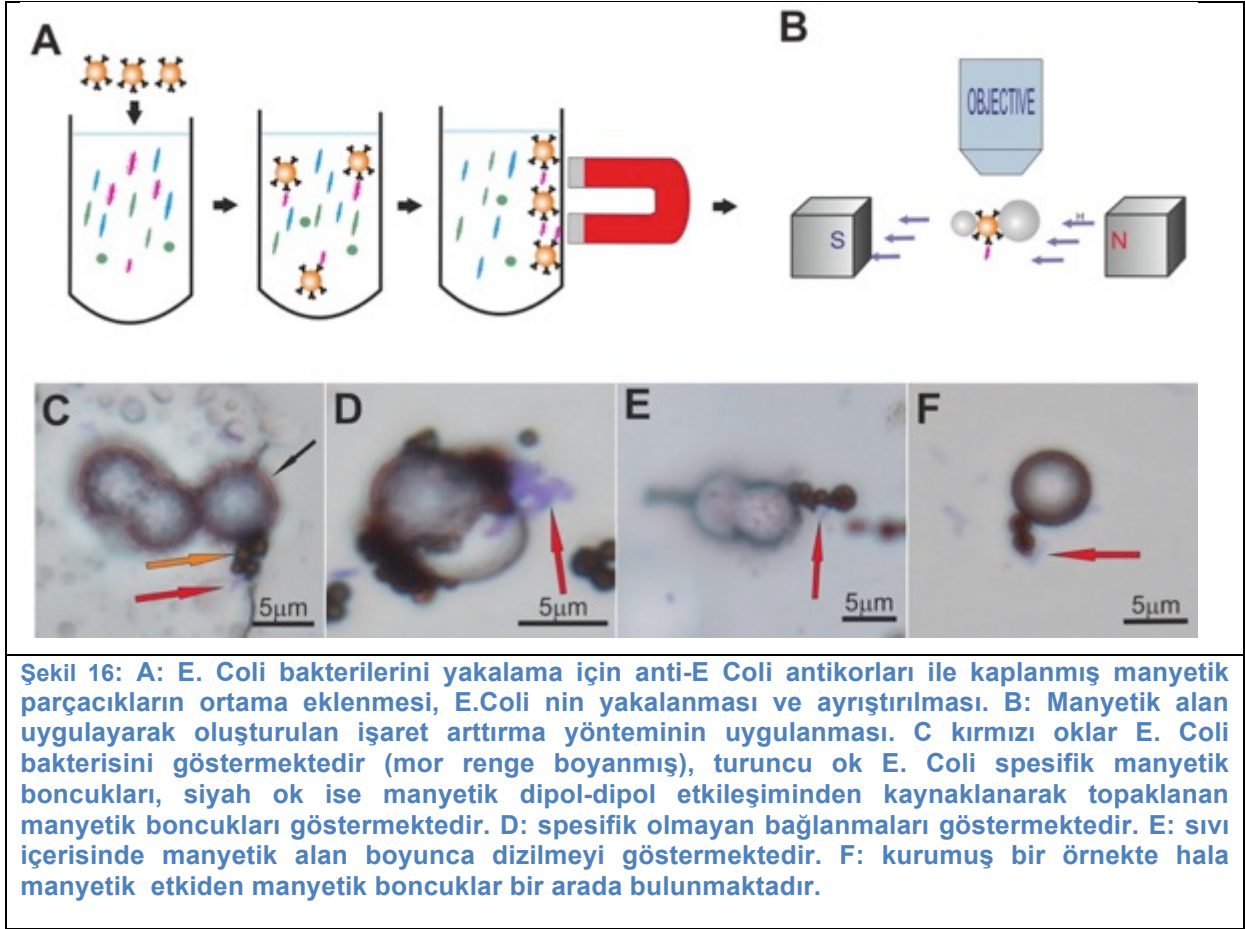 A
B
OBJECTIVE
S
H
N
C
D
E
F
5µm
5µm
5µm
5µm
Şekil 16: A: E. Coli bakterilerini yakalama için anti-E Coli antikorları ile kaplanmış manyetik
parçacıkların ortama eklenmesi, E.Coli nin yakalanması ve ayrıştırılması. B: Manyetik alan
uygulayarak oluşturulan işaret arttırma yönteminin uygulanması. C kırmızı oklar E. Coli
bakterisini göstermektedir (mor renge boyanmış), turuncu ok E. Coli spesifik manyetik
boncukları, siyah ok ise manyetik dipol-dipol etkileşiminden kaynaklanarak topaklanan
manyetik boncukları göstermektedir. D: spesifik olmayan bağlanmaları göstermektedir. E: sıvı
içerisinde manyetik alan boyunca dizilmeyi göstermektedir. F: kurumuş bir örnekte hala
manyetik etkiden manyetik boncuklar bir arada bulunmaktadır.